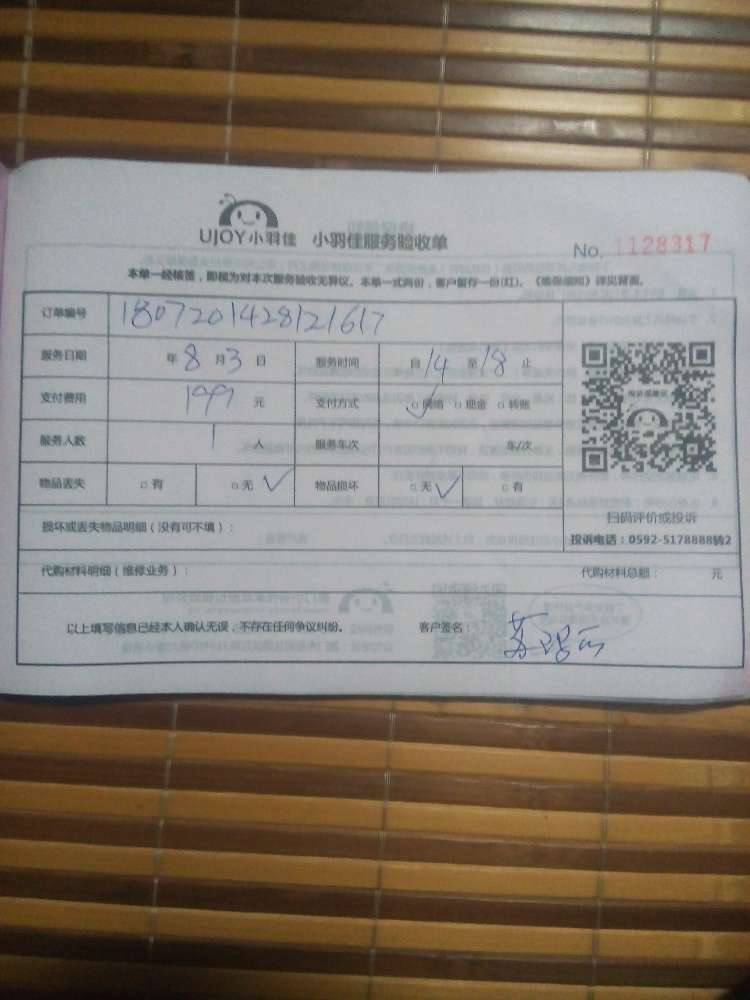 UJOY小羽佳 小羽佳服务验收单
No. 1128317
本单一经核签，即视为对本次服务验收无异议。本单一式两份，客户暂存一份(红)。《维保须知》详见背面。
订单编号 1807201428121617
服务日期 年 8 月 3 日 服务时间 自 14 至 18 止
支付费用 199 元 支付方式 □网络 □现金 □转账
服务人数 1 人 服务车次 车/次
物品丢失 □有 □无 √ 物品损坏 □无 √ □有
扫码评价或投诉
损坏或丢失物品明细（没有可不填）：
投诉电话：0592-5178888转2
代购材料明细（维修业务）： 代购材料总额： 元
以上填写信息已经本人确认无误，不存在任何争议纠纷。 客户签名：